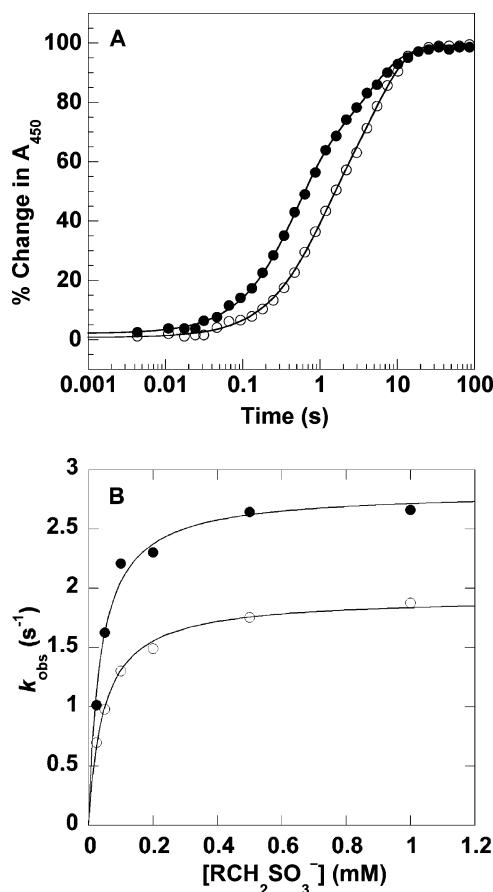 A
100
80
60
40
20
0
% Change in A₄₅₀
0.001 0.01 0.1 1 10 100
Time (s)
B
3
2.5
2
1.5
1
0.5
0
k_obs (s⁻¹)
0 0.2 0.4 0.6 0.8 1 1.2
[RCH₂SO₃⁻] (mM)